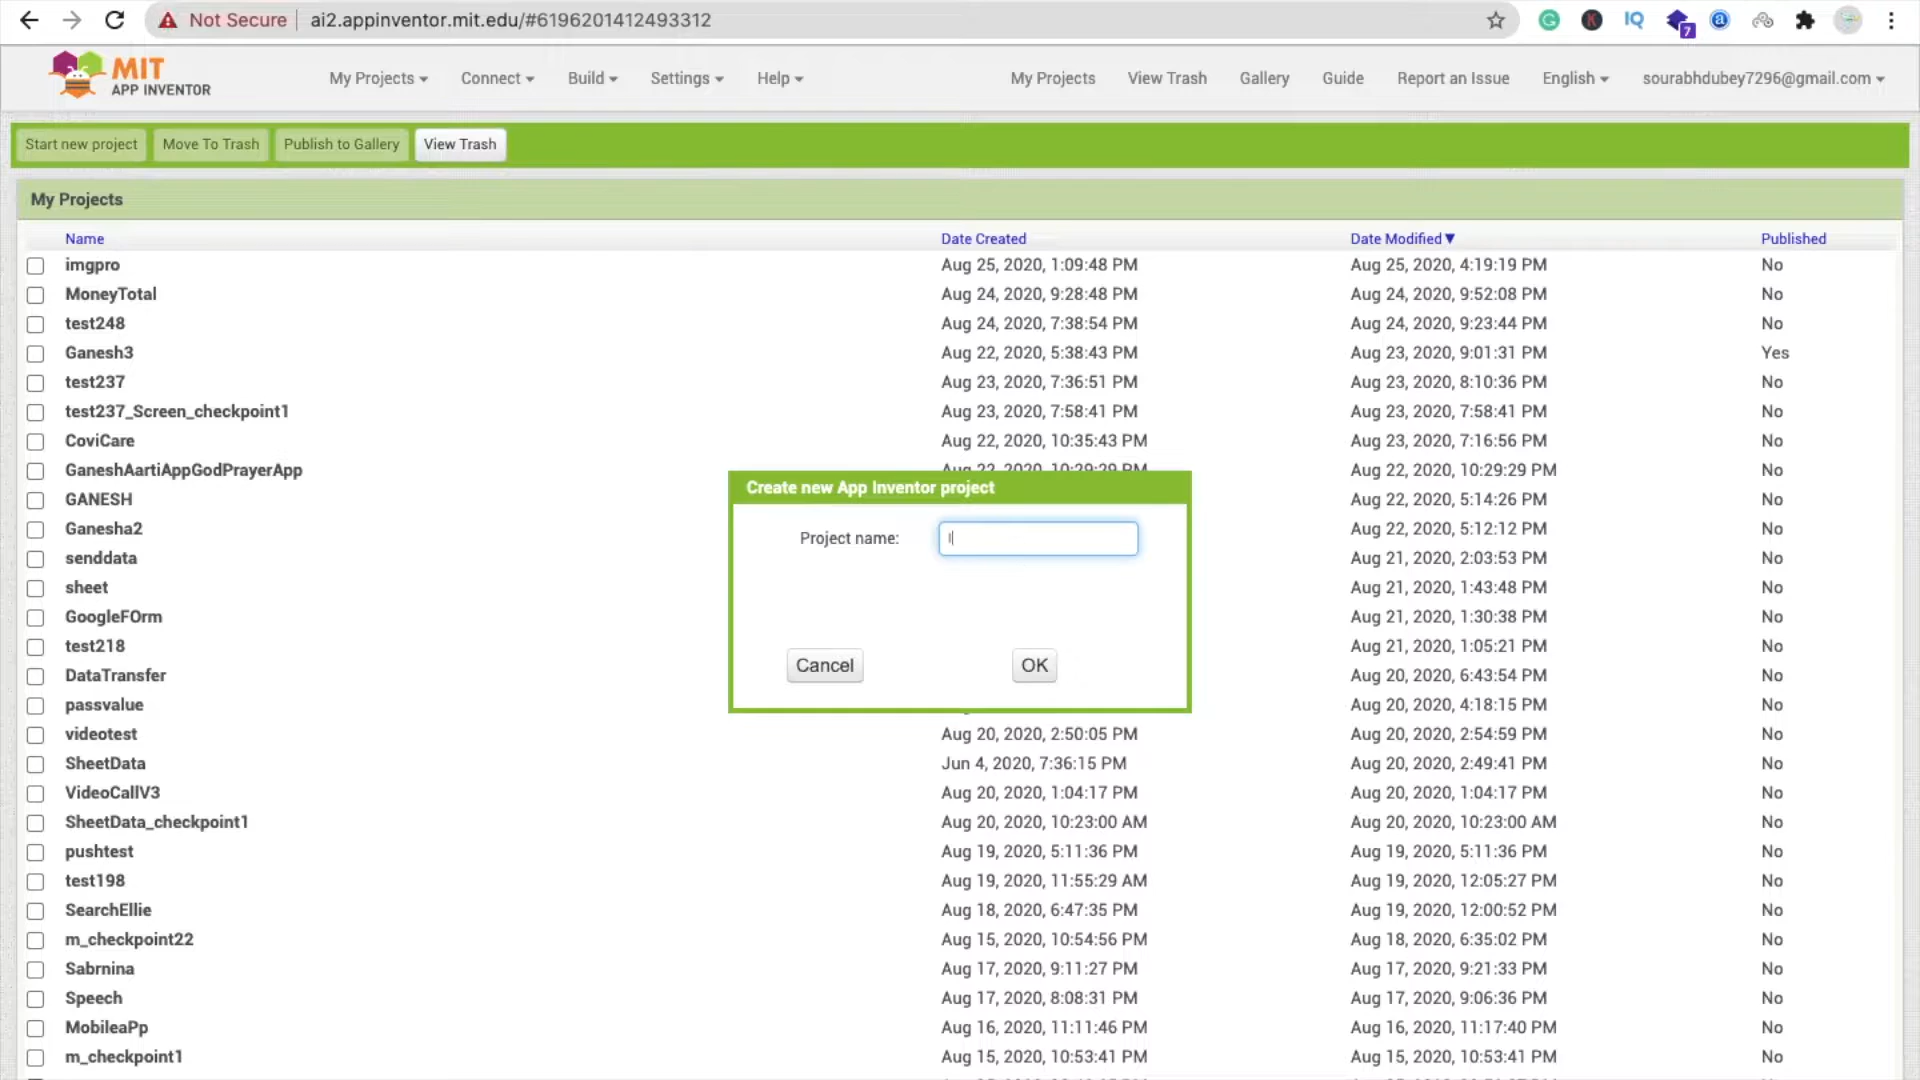 Not Secure ai2.appinventor.mit.edu/#6196201412493312
7
MIT
APP INVENTOR
My Projects Connect Build Settings Help My Projects View Trash Gallery Guide Report an Issue English sourabhdubey7296@gmail.com
Start new project Move To Trash Publish to Gallery View Trash
My Projects
Name Date Created Date Modified Published
imgpro Aug 25, 2020, 1:09:48 PM Aug 25, 2020, 4:19:19 PM No
MoneyTotal Aug 24, 2020, 9:28:48 PM Aug 24, 2020, 9:52:08 PM No
test248 Aug 24, 2020, 7:38:54 PM Aug 24, 2020, 9:23:44 PM No
Ganesh3 Aug 22, 2020, 5:38:43 PM Aug 23, 2020, 9:01:31 PM Yes
test237 Aug 23, 2020, 7:36:51 PM Aug 23, 2020, 8:10:36 PM No
test237_Screen_checkpoint1 Aug 23, 2020, 7:58:41 PM Aug 23, 2020, 7:58:41 PM No
CoviCare Aug 22, 2020, 10:35:43 PM Aug 23, 2020, 7:16:56 PM No
GaneshAartiAppGodPrayerApp Aug 22, 2020, 10:29:29 PM Aug 22, 2020, 10:29:29 PM No
GANESH Aug 22, 2020, 5:14:26 PM No
Ganesha2 Aug 22, 2020, 5:12:12 PM No
senddata Aug 21, 2020, 2:03:53 PM No
sheet Aug 21, 2020, 1:43:48 PM No
GoogleFOrm Aug 21, 2020, 1:30:38 PM No
test218 Aug 21, 2020, 1:05:21 PM No
DataTransfer Aug 20, 2020, 6:43:54 PM No
passvalue Aug 20, 2020, 4:18:15 PM No
Create new App Inventor project
Project name:
Cancel OK
videotest Aug 20, 2020, 2:50:05 PM Aug 20, 2020, 2:54:59 PM No
SheetData Jun 4, 2020, 7:36:15 PM Aug 20, 2020, 2:49:41 PM No
VideoCallV3 Aug 20, 2020, 1:04:17 PM Aug 20, 2020, 1:04:17 PM No
SheetData_checkpoint1 Aug 20, 2020, 10:23:00 AM Aug 20, 2020, 10:23:00 AM No
pushtest Aug 19, 2020, 5:11:36 PM Aug 19, 2020, 5:11:36 PM No
test198 Aug 19, 2020, 11:55:29 AM Aug 19, 2020, 12:05:27 PM No
SearchEllie Aug 18, 2020, 6:47:35 PM Aug 19, 2020, 12:00:52 PM No
m_checkpoint22 Aug 15, 2020, 10:54:56 PM Aug 18, 2020, 6:35:02 PM No
Sabrnina Aug 17, 2020, 9:11:27 PM Aug 17, 2020, 9:21:33 PM No
Speech Aug 17, 2020, 8:08:31 PM Aug 17, 2020, 9:06:36 PM No
MobileaPp Aug 16, 2020, 11:11:46 PM Aug 16, 2020, 11:17:40 PM No
m_checkpoint1 Aug 15, 2020, 10:53:41 PM Aug 15, 2020, 10:53:41 PM No